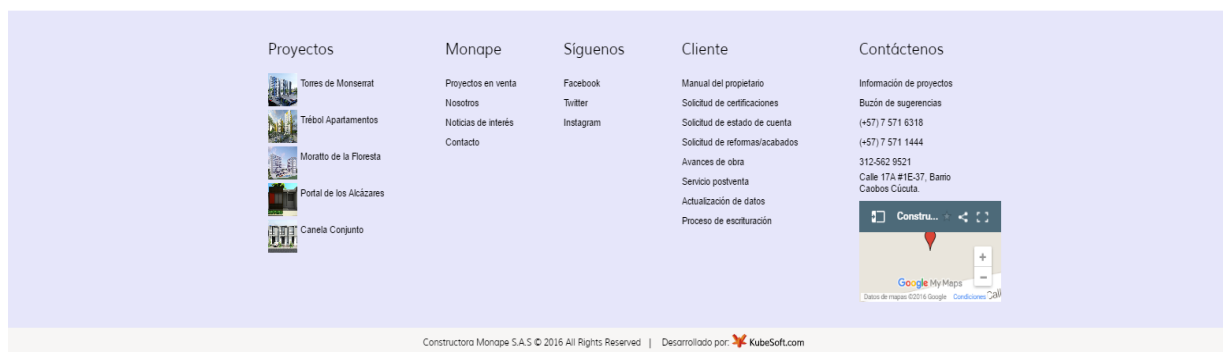 Proyectos
Torres de Monserrat
Trébol Apartamentos
Moratto de la Floresta
Portal de los Alcázares
Canela Conjunto
Monape
Proyectos en venta
Nosotros
Noticias de interés
Contacto
Síguenos
Facebook
Twitter
Instagram
Cliente
Manual del propietario
Solicitud de certificaciones
Solicitud de estado de cuenta
Solicitud de reformas/acabados
Avances de obra
Servicio postventa
Actualización de datos
Proceso de escrituración
Contáctenos
Información de proyectos
Buzón de sugerencias
(+57) 7 571 6318
(+57) 7 571 1444
312-562 9521
Calle 17A #1E-37, Barrio
Caobos Cúcuta.
Constru...
Google My Maps
Datos de mapas ©2016 Google Condiciones Call
Constructora Monape S.A.S © 2016 All Rights Reserved | Desarrollado por: KubeSoft.com